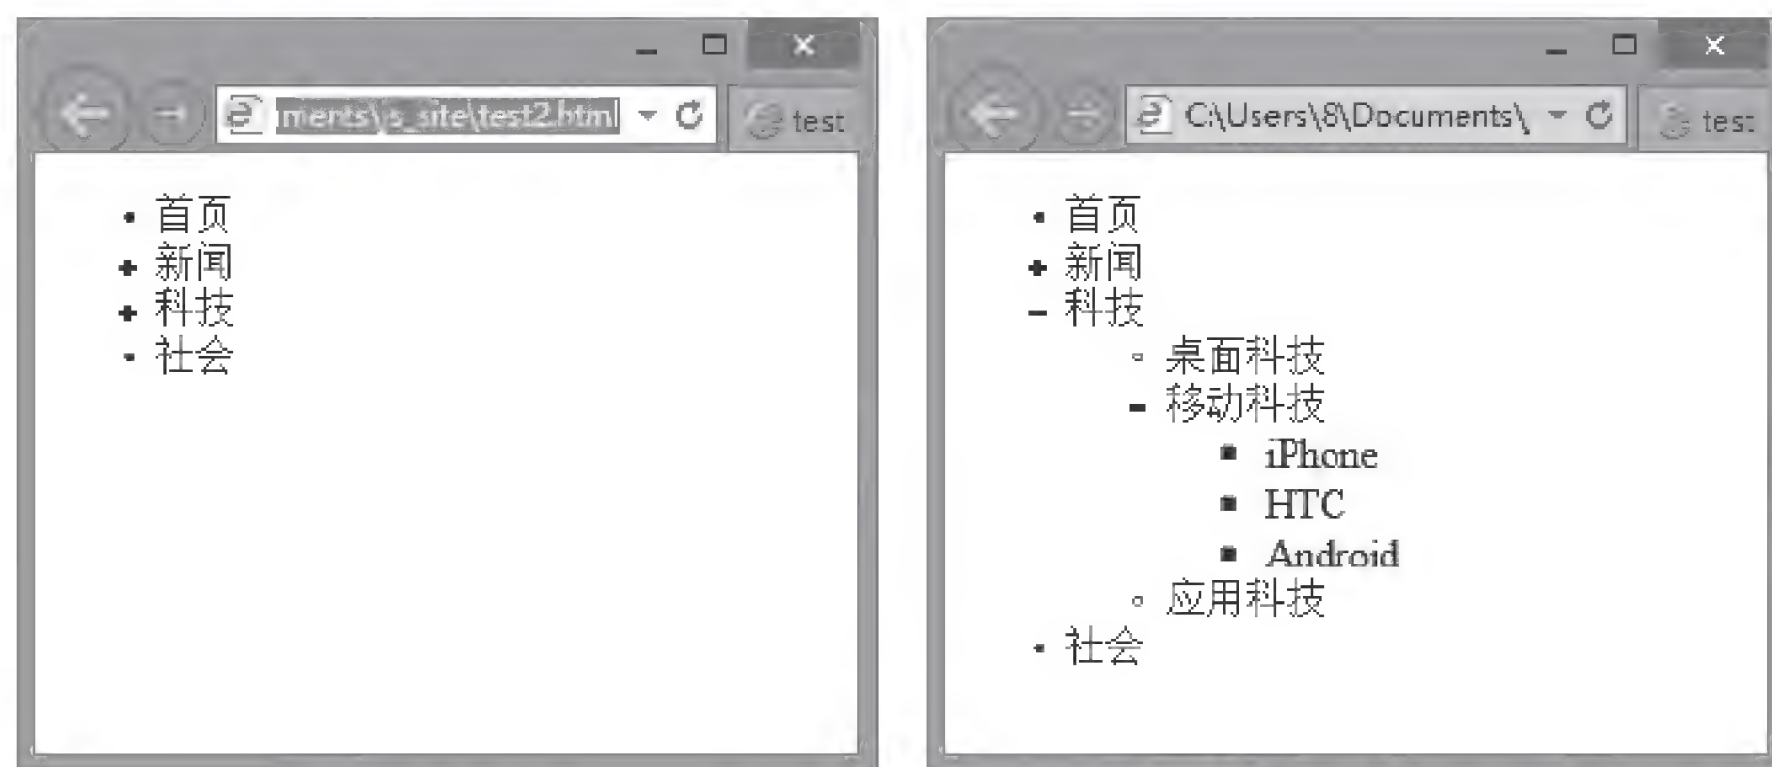 ments\s_site\test2.html
test
首页
新闻
科技
社会
C:\Users\8\Documents\
test
首页
新闻
科技
桌面科技
移动科技
iPhone
HTC
Android
应用科技
社会